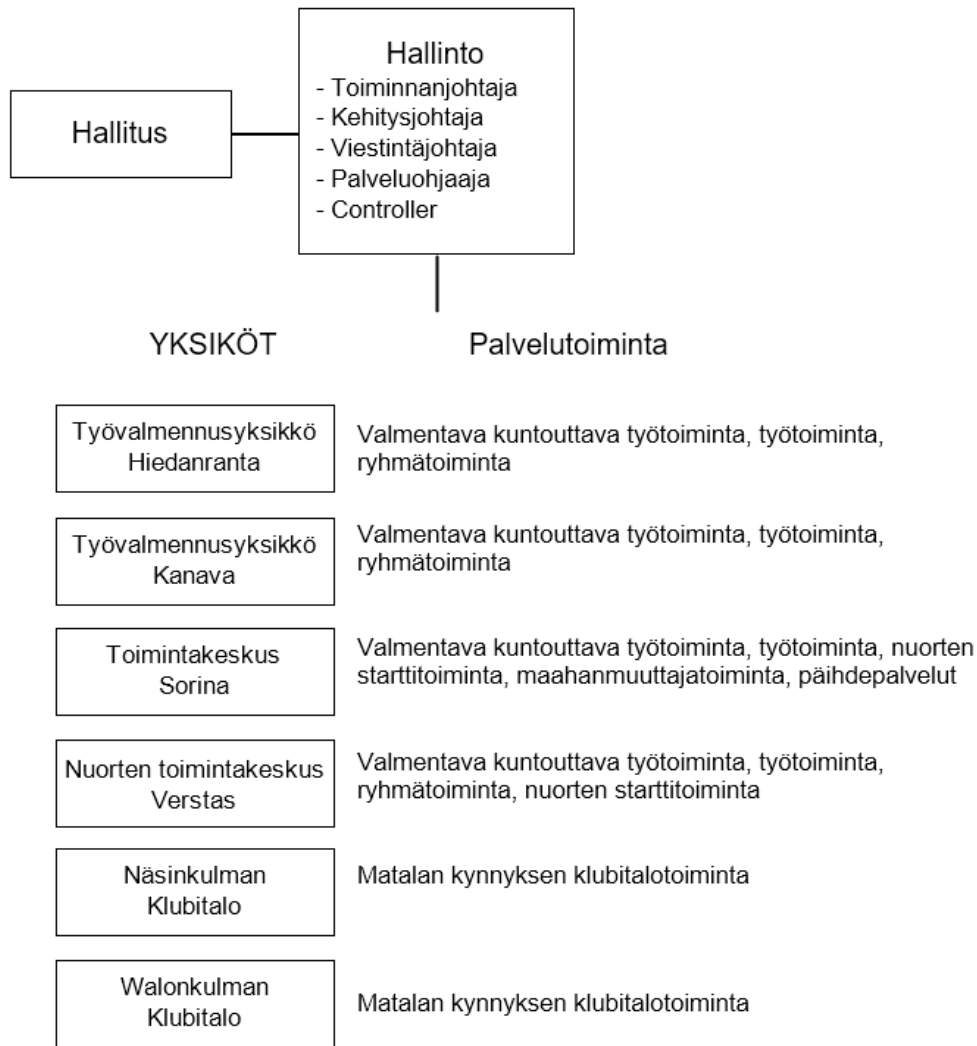 Hallitus
Hallinto
- Toiminnanjohtaja
- Kehitysjohtaja
- Viestintäjohtaja
- Palveluohjaaja
- Controller
YKSIKÖT
Palvelutoiminta
Työvalmennusyksikkö
Hiedanranta
Valmentava kuntouttava työtoiminta, työtoiminta,
ryhmätoiminta
Työvalmennusyksikkö
Kanava
Valmentava kuntouttava työtoiminta, työtoiminta,
ryhmätoiminta
Toimintakeskus
Sorina
Valmentava kuntouttava työtoiminta, työtoiminta, nuorten
starttitoiminta, maahanmuuttajatoiminta, päihdepalvelut
Nuorten toimintakeskus
Verstas
Valmentava kuntouttava työtoiminta, työtoiminta,
ryhmätoiminta, nuorten starttitoiminta
Näsinkulman
Klubitalo
Matalan kynnyksen klubitalotoiminta
Walonkulman
Klubitalo
Matalan kynnyksen klubitalotoiminta